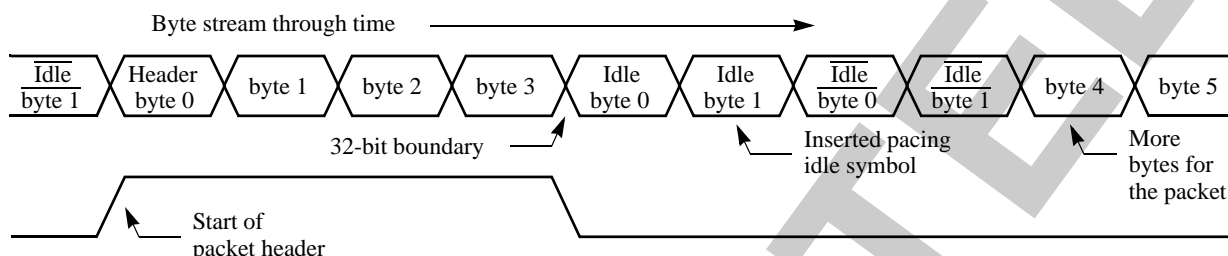 Byte stream through time
Idle byte 1 Header byte 0 byte 1 byte 2 byte 3 Idle byte 0 Idle byte 1 Idle byte 0 Idle byte 1 byte 4 byte 5
32-bit boundary
Inserted pacing
idle symbol
More
bytes for
the packet
Start of
packet header